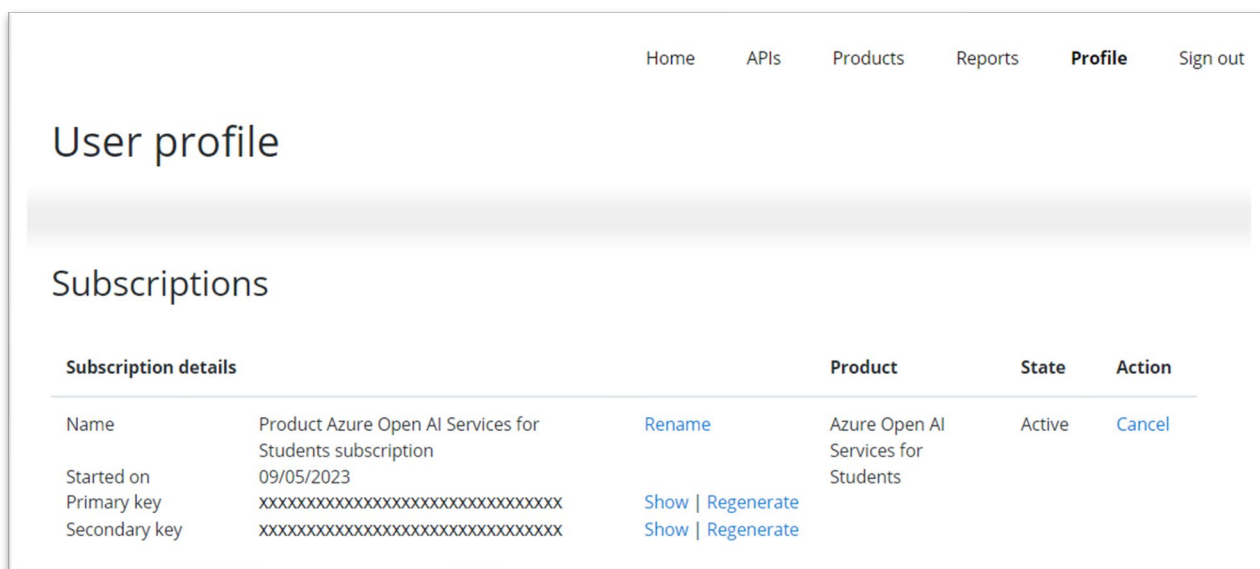 Home APIs Products Reports Profile Sign out
User profile
Subscriptions
Subscription details Product State Action
Name Product Azure Open AI Services for Rename Azure Open AI Active Cancel
Students subscription Services for
Started on 09/05/2023 Students
Primary key xxxxxxxxxxxxxxxxxxxxxxxxxxxxxxxx Show | Regenerate
Secondary key xxxxxxxxxxxxxxxxxxxxxxxxxxxxxxxx Show | Regenerate